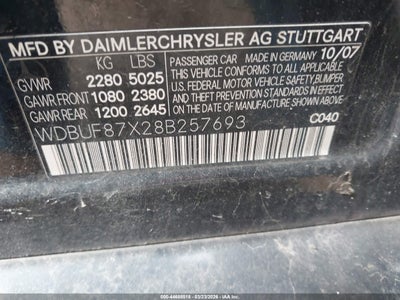 MFD BY DAIMLERCHRYSLER AG STUTTGART
KG LBS
GVWR 2280 5025
GAWR.FRONT 1080 2380
GAWR.REAR 1200 2645
PASSENGER CAR MADE IN GERMANY 10/07
THIS VEHICLE CONFORMS TO ALL APPLICABLE
FEDERAL MOTOR VEHICLE SAFETY, BUMPER,
AND THEFT PREVENTION STANDARDS
IN EFFECT ON THE DATE OF
MANUFACTURE SHOWN ABOVE.
WDBUF87X28B257693
C040